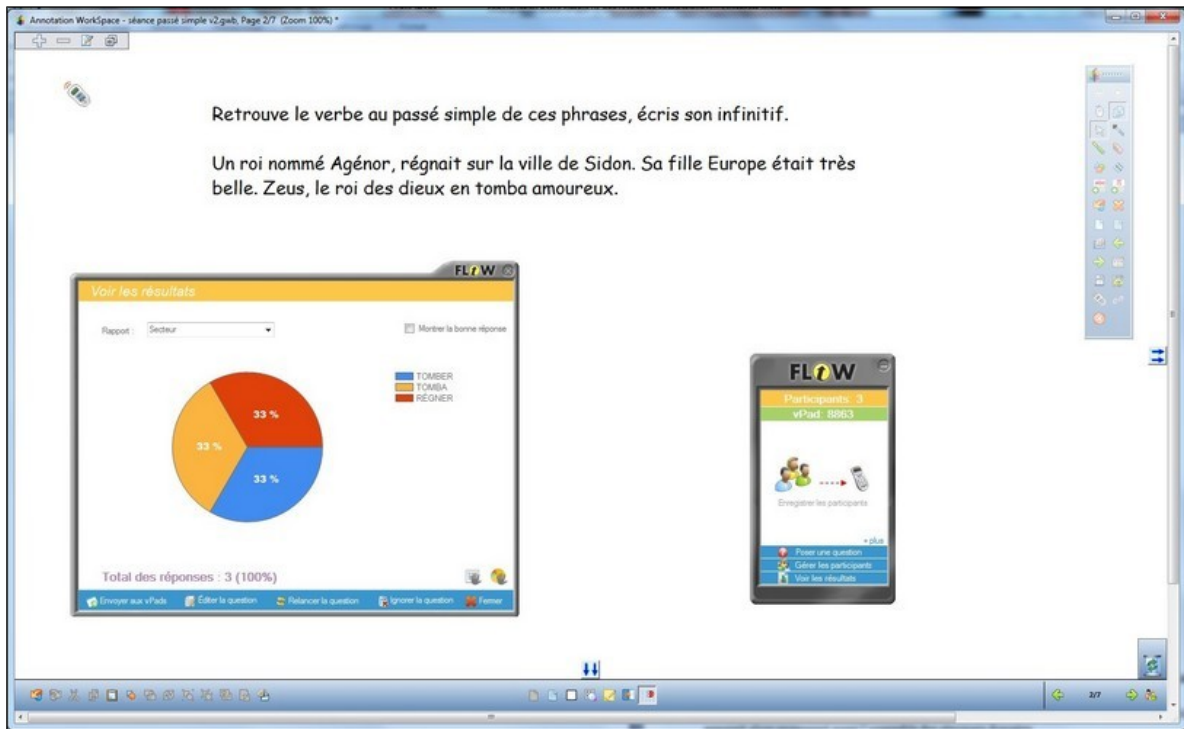 Annotation WorkSpace - séance passé simple v2.gwb, Page 2/7 (Zoom 100%) *
Retrouve le verbe au passé simple de ces phrases, écris son infinitif.
Un roi nommé Agénor, régnait sur la ville de Sidon. Sa fille Europe était très
belle. Zeus, le roi des dieux en tomba amoureux.
FLOW
Voir les résultats
Rapport : Secteur
Montrer la bonne réponse
TOMBER
TOMBA
RÉGNER
33 %
33 %
33 %
Total des réponses : 3 (100%)
Envoyer aux vPads Éditer la question Relancer la question Ignorer la question Fermer
FLOW
Participants: 3
vPad: 8863
Enregistrer les participants
+ plus
Poser une question
Gérer les participants
Voir les résultats
2/7